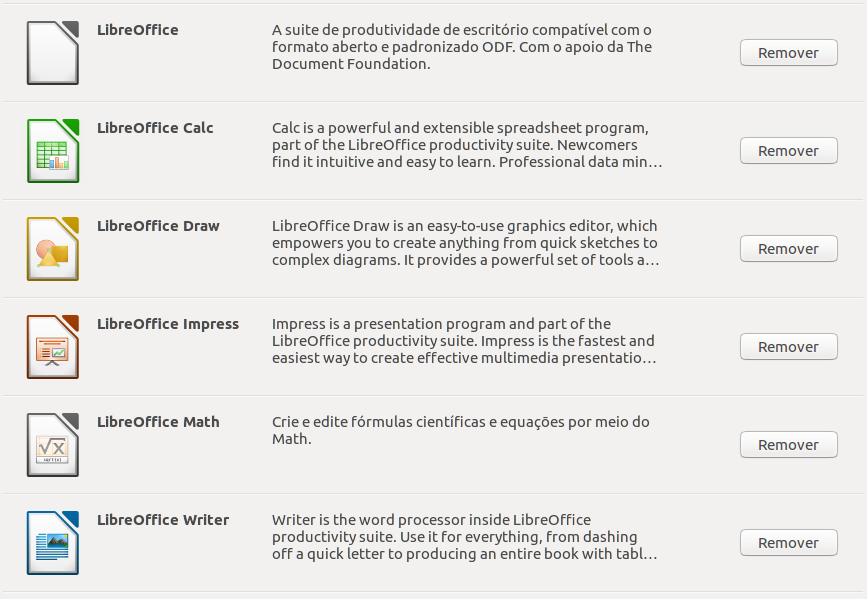 LibreOffice
A suite de produtividade de escritório compatível com o
formato aberto e padronizado ODF. Com o apoio da The
Document Foundation.
Remover
LibreOffice Calc
Calc is a powerful and extensible spreadsheet program,
part of the LibreOffice productivity suite. Newcomers
find it intuitive and easy to learn. Professional data min…
Remover
LibreOffice Draw
LibreOffice Draw is an easy-to-use graphics editor, which
empowers you to create anything from quick sketches to
complex diagrams. It provides a powerful set of tools a…
Remover
LibreOffice Impress
Impress is a presentation program and part of the
LibreOffice productivity suite. Impress is the fastest and
easiest way to create effective multimedia presentatio…
Remover
√x
sqrt{x}
LibreOffice Math
Crie e edite fórmulas científicas e equações por meio do
Math.
Remover
LibreOffice Writer
Writer is the word processor inside LibreOffice
productivity suite. Use it for everything, from dashing
off a quick letter to producing an entire book with tabl…
Remover